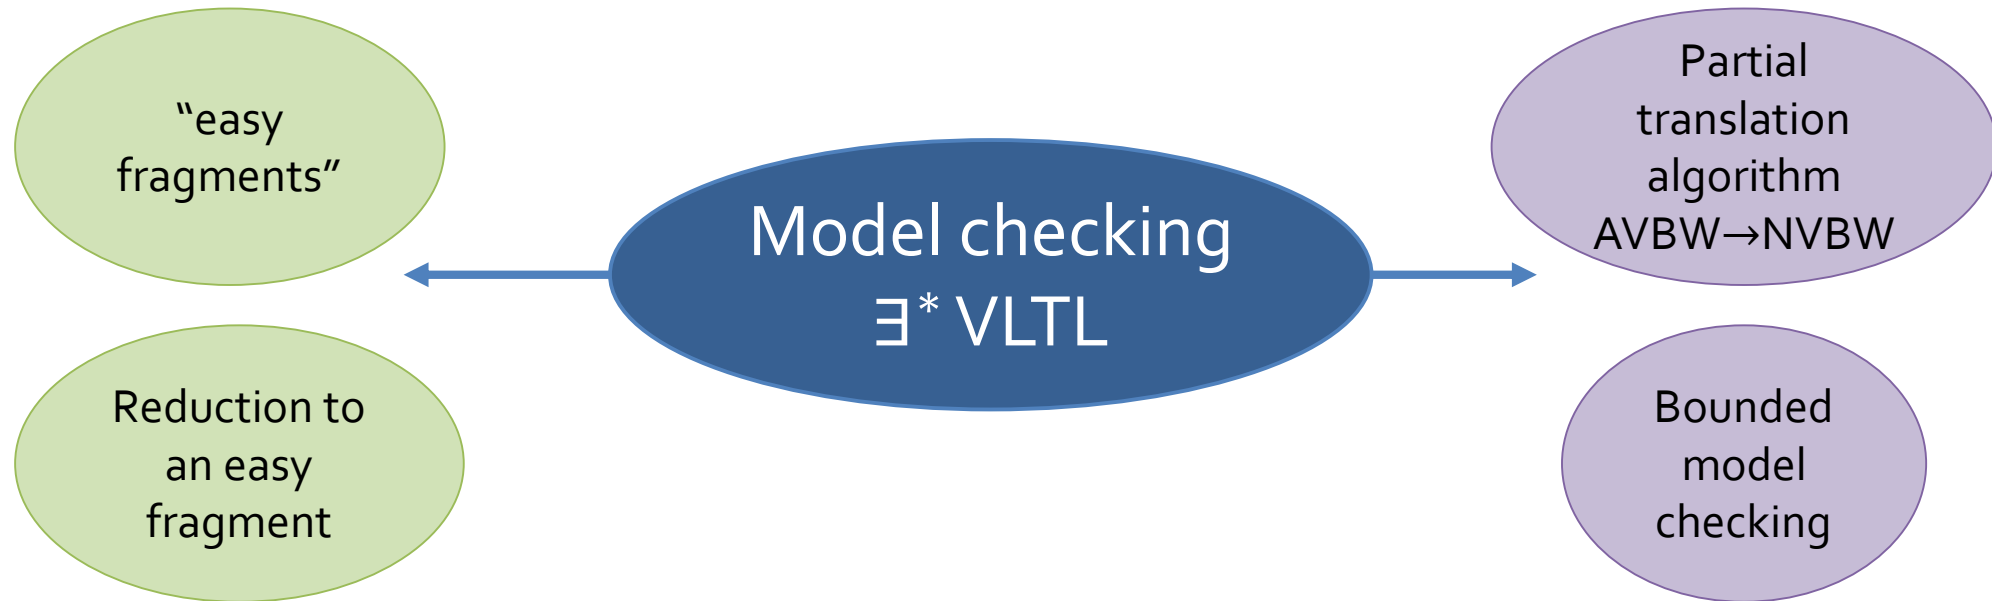 “easy
fragments”
Reduction to
an easy
fragment
Model checking
∃* VLTL
Partial
translation
algorithm
AVBW→NVBW
Bounded
model
checking